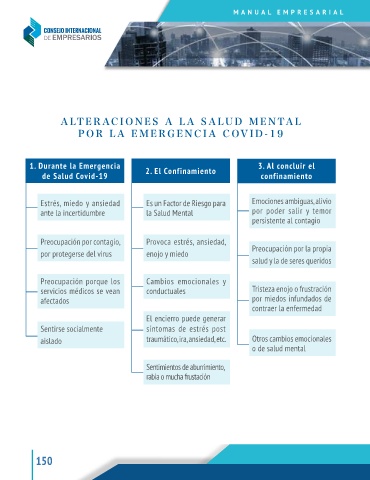 MANUAL EMPRESARIAL
CONSEJO INTERNACIONAL
DE EMPRESARIOS
ALTERACIONES A LA SALUD MENTAL
POR LA EMERGENCIA COVID-19
1. Durante la Emergencia
de Salud Covid-19
Estrés, miedo y ansiedad
ante la incertidumbre
Preocupación por contagio,
por protegerse del virus
Preocupación porque los
servicios médicos se vean
afectados
Sentirse socialmente
aislado
2. El Confinamiento
Es un Factor de Riesgo para
la Salud Mental
Provoca estrés, ansiedad,
enojo y miedo
Cambios emocionales y
conductuales
El encierro puede generar
síntomas de estrés post
traumático, ira, ansiedad, etc.
Sentimientos de aburrimiento,
rabia o mucha frustación
3. Al concluir el
confinamiento
Emociones ambiguas, alivio
por poder salir y temor
persistente al contagio
Preocupación por la propia
salud y la de seres queridos
Tristeza enojo o frustración
por miedos infundados de
contraer la enfermedad
Otros cambios emocionales
o de salud mental
150